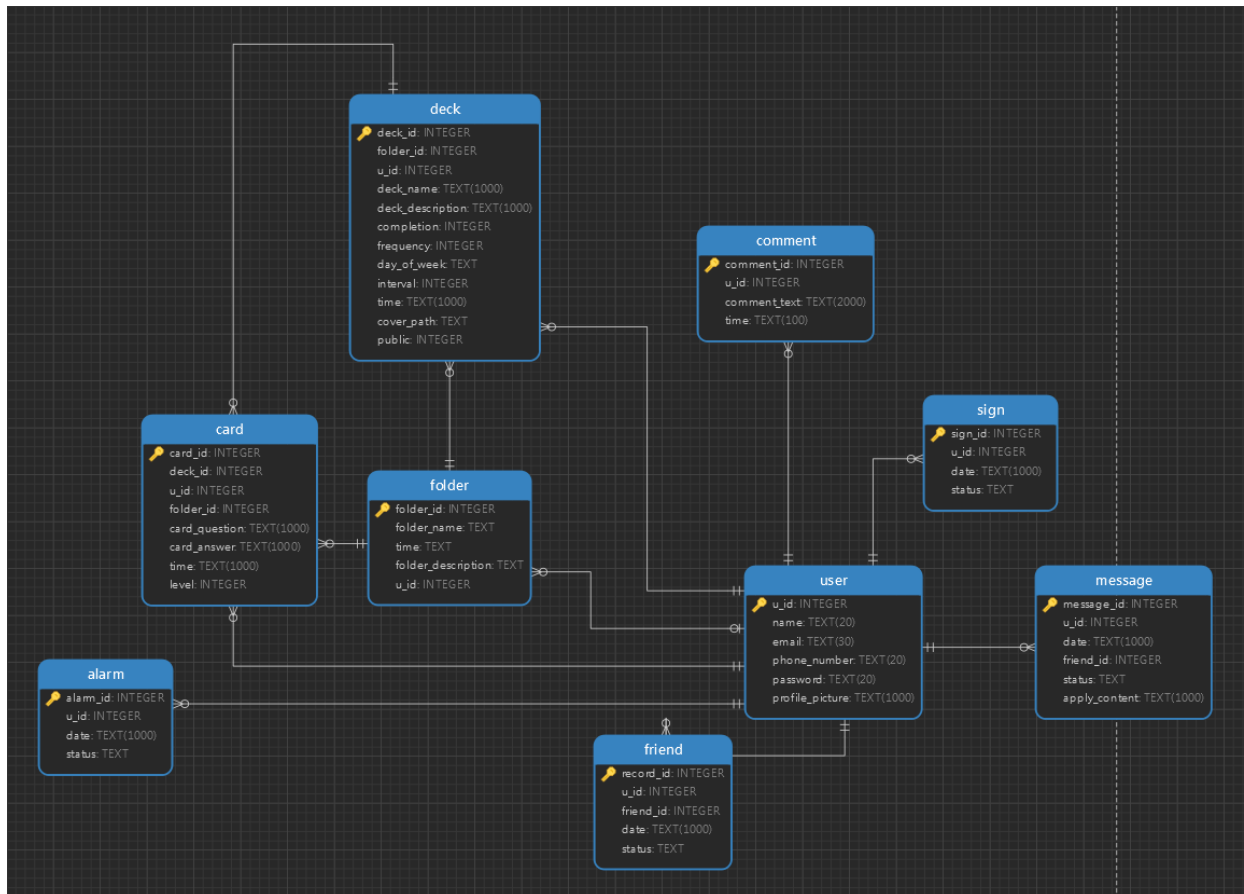 deck
deck_id: INTEGER
folder_id: INTEGER
u_id: INTEGER
deck_name: TEXT(1000)
deck_description: TEXT(1000)
completion: INTEGER
frequency: INTEGER
day_of_week: TEXT
interval: INTEGER
time: TEXT(1000)
cover_path: TEXT
public: INTEGER
comment
comment_id: INTEGER
u_id: INTEGER
comment_text: TEXT(2000)
time: TEXT(100)
sign
sign_id: INTEGER
u_id: INTEGER
date: TEXT(1000)
status: TEXT
card
card_id: INTEGER
deck_id: INTEGER
u_id: INTEGER
folder_id: INTEGER
card_question: TEXT(1000)
card_answer: TEXT(1000)
time: TEXT(1000)
level: INTEGER
folder
folder_id: INTEGER
folder_name: TEXT
time: TEXT
folder_description: TEXT
u_id: INTEGER
user
u_id: INTEGER
name: TEXT(20)
email: TEXT(30)
phone_number: TEXT(20)
password: TEXT(20)
profile_picture: TEXT(1000)
message
message_id: INTEGER
u_id: INTEGER
date: TEXT(1000)
friend_id: INTEGER
status: TEXT
apply_content: TEXT(1000)
alarm
alarm_id: INTEGER
u_id: INTEGER
date: TEXT(1000)
status: TEXT
friend
record_id: INTEGER
u_id: INTEGER
friend_id: INTEGER
date: TEXT(1000)
status: TEXT